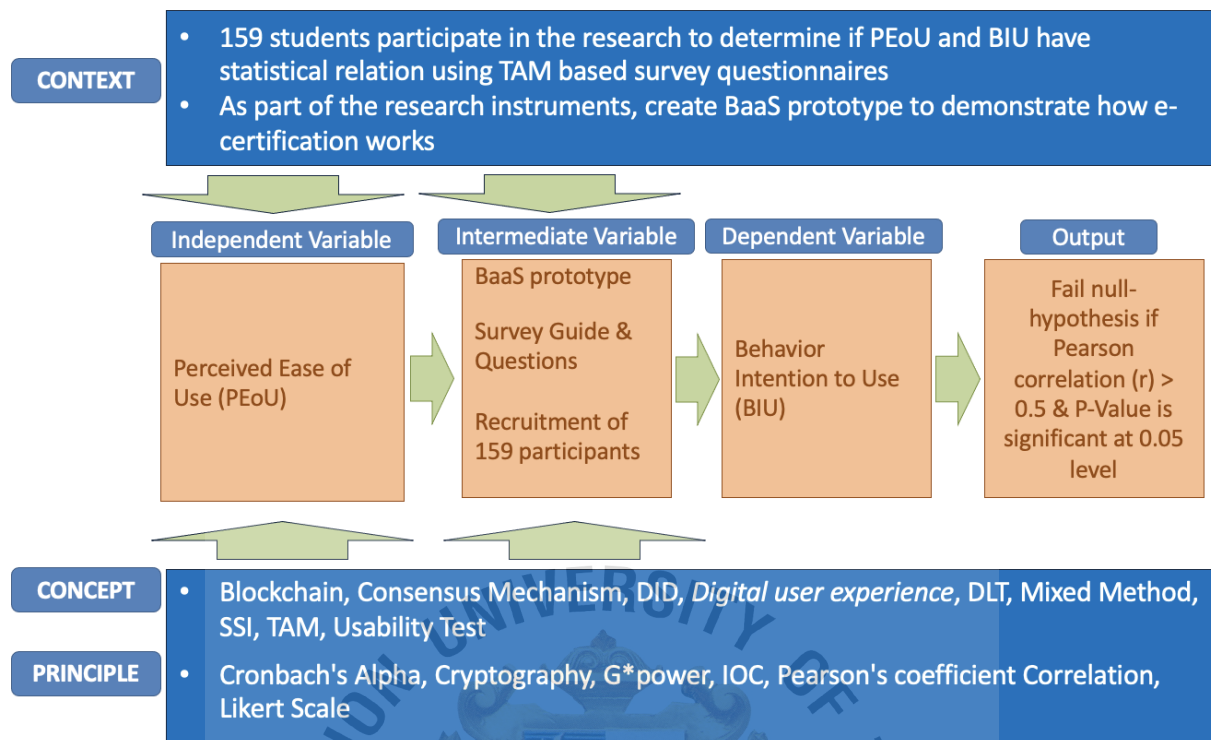 CONTEXT
• 159 students participate in the research to determine if PEoU and BIU have
statistical relation using TAM based survey questionnaires
• As part of the research instruments, create BaaS prototype to demonstrate how e-
certification works
Independent Variable
Intermediate Variable
Dependent Variable
Output
Perceived Ease of
Use (PEoU)
BaaS prototype
Survey Guide &
Questions
Recruitment of
159 participants
Behavior
Intention to Use
(BIU)
Fail null-
hypothesis if
Pearson
correlation (r) >
0.5 & P-Value is
significant at 0.05
level
CONCEPT
• Blockchain, Consensus Mechanism, DID, Digital user experience, DLT, Mixed Method,
SSI, TAM, Usability Test
PRINCIPLE
• Cronbach's Alpha, Cryptography, G*power, IOC, Pearson's coefficient Correlation,
Likert Scale
UNIVERSITY OF